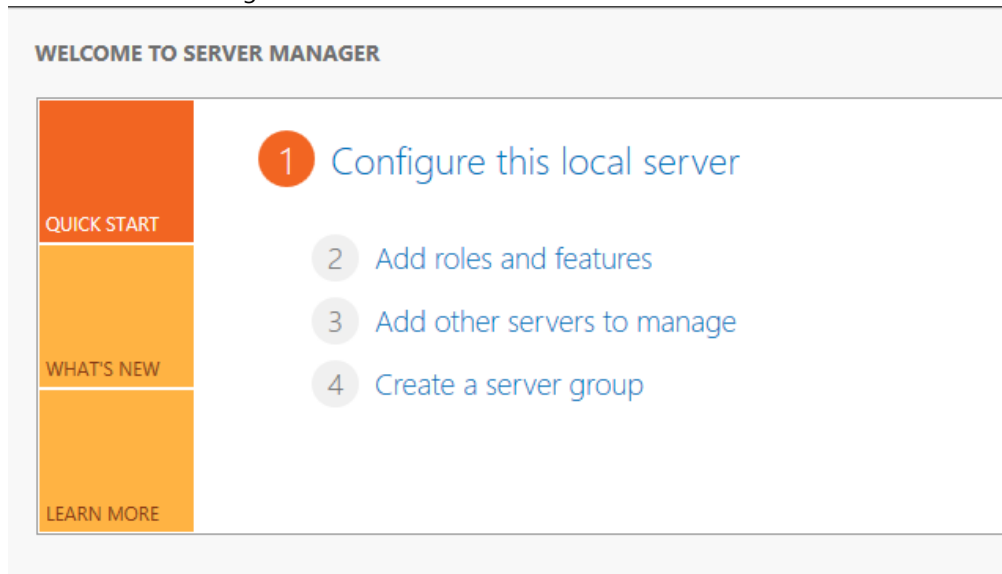 WELCOME TO SERVER MANAGER
QUICK START
WHAT'S NEW
LEARN MORE
1 Configure this local server
2 Add roles and features
3 Add other servers to manage
4 Create a server group